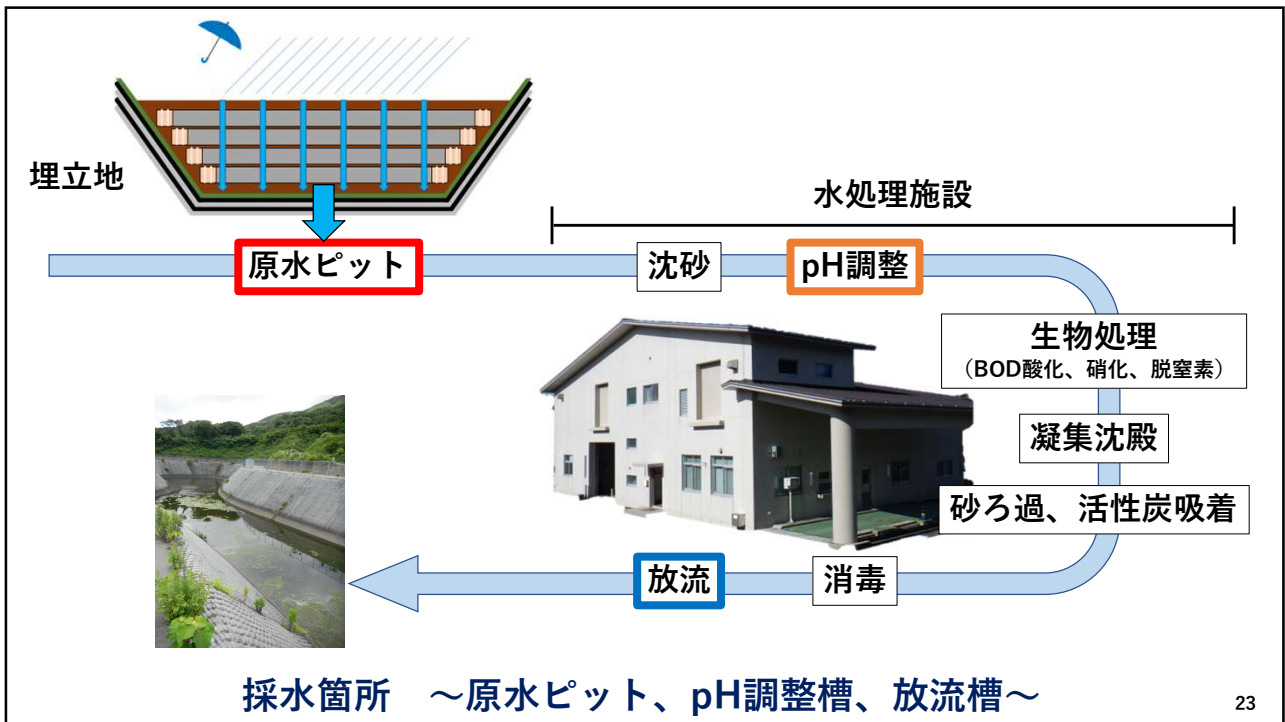 埋立地
水処理施設
原水ピット
沈砂
pH調整
生物処理
（BOD酸化、硝化、脱窒素）
凝集沈殿
砂ろ過、活性炭吸着
消毒
放流
採水箇所　～原水ピット、pH調整槽、放流槽～
23